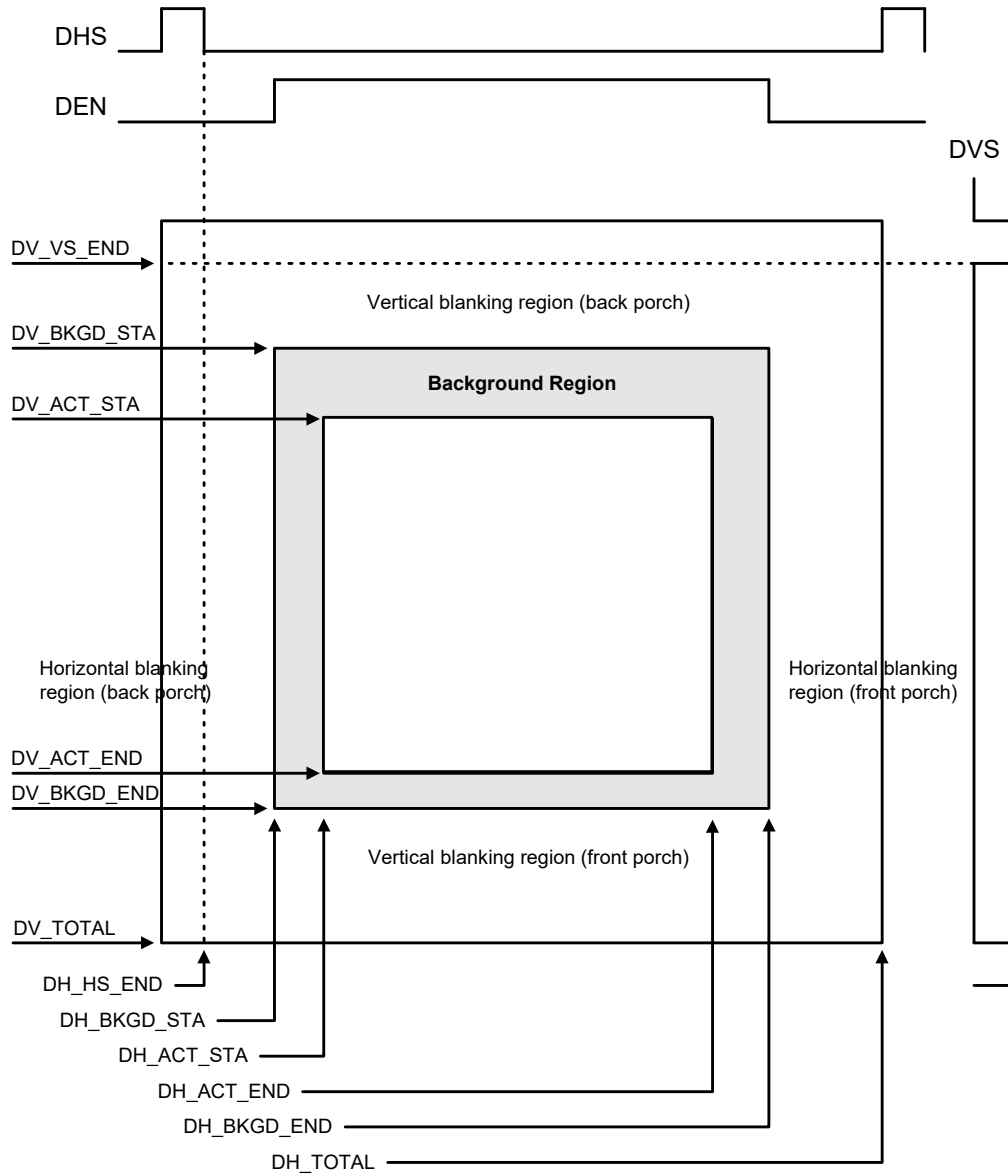 DHS
DEN
DVS
DV_VS_END
Vertical blanking region (back porch)
DV_BKGD_STA
Background Region
DV_ACT_STA
Horizontal blanking
region (back porch)
Horizontal blanking
region (front porch)
DV_ACT_END
DV_BKGD_END
Vertical blanking region (front porch)
DV_TOTAL
DH_HS_END
DH_BKGD_STA
DH_ACT_STA
DH_ACT_END
DH_BKGD_END
DH_TOTAL